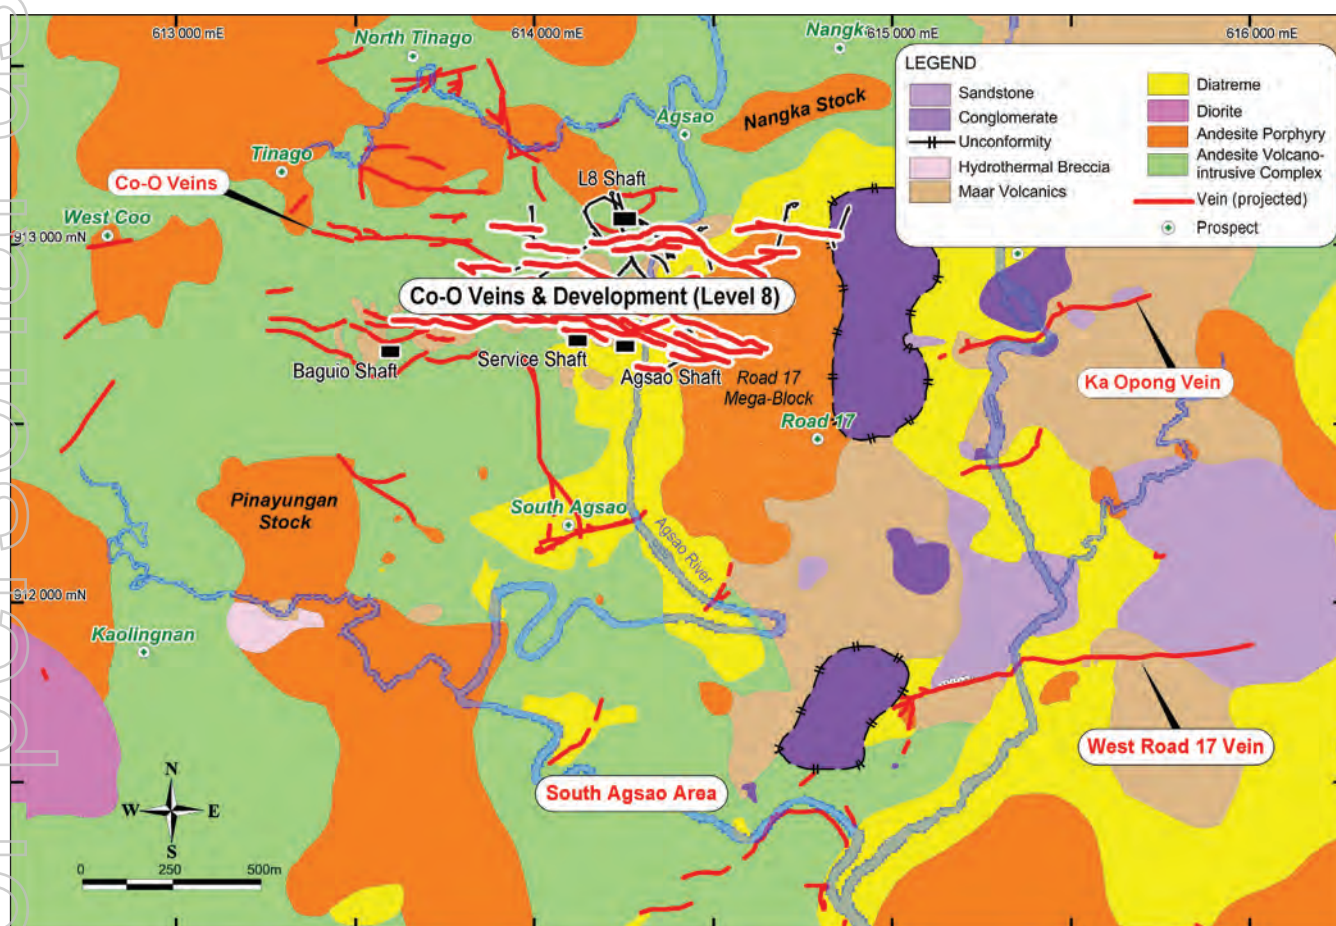 613 000 mE
614 000 mE
615 000 mE
616 000 mE
North Tinago
Nangka
Nangka Stock
Agsao
Tinago
Co-O Veins
West Coo
913 000 mN
L8 Shaft
Co-O Veins & Development (Level 8)
Baguio Shaft
Service Shaft
Agsao Shaft
Road 17
Mega-Block
Road 17
Ka Opong Vein
Pinayungan
Stock
South Agsao
Agsao River
912 000 mN
Kaolingnan
West Road 17 Vein
South Agsao Area
N
W
E
S
0
250
500m
LEGEND
Sandstone
Conglomerate
Unconformity
Hydrothermal Breccia
Maar Volcanics
Diatreme
Diorite
Andesite Porphyry
Andesite Volcano-
intrusive Complex
Vein (projected)
Prospect